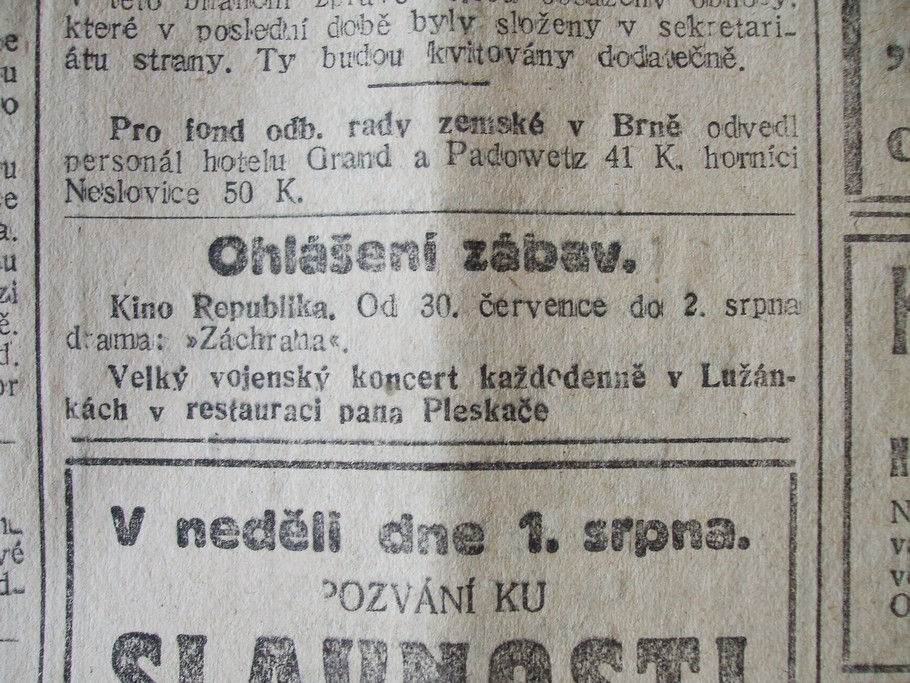 v této
které v poslední době byly složeny v sekretari-
átu strany. Ty budou kvitovány dodatečně.
Pro fond odb. rady zemské v Brně odvedl
personál hotelu Grand a Padowetz 41 K, horníci
Neslovice 50 K.
Ohlášení zábav.
Kino Republika. Od 30. července do 2. srpna
drama: »Záchrana«.
Velký vojenský koncert každodenně v Lužán-
kách v restauraci pana Pleskače
V neděli dne 1. srpna.
POZVÁNÍ KU
SLAVNOSTI